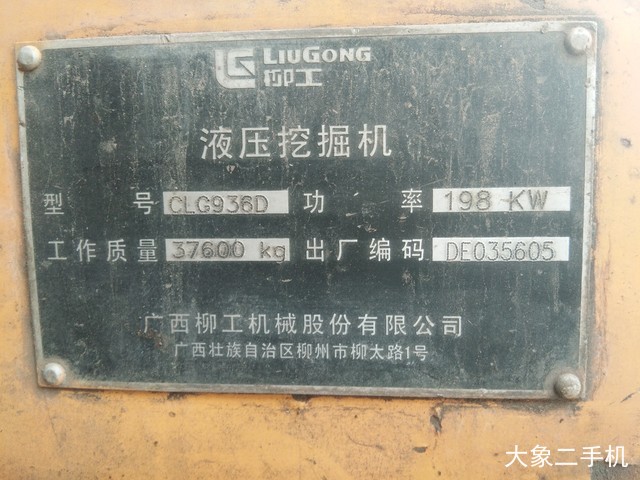 LIUGONG
柳工
液压挖掘机
型号 CLG936D 功率 198 KW
工作质量 37600 kg 出厂编码 DE035605
广西柳工机械股份有限公司
广西壮族自治区柳州市柳太路1号
大象二手机